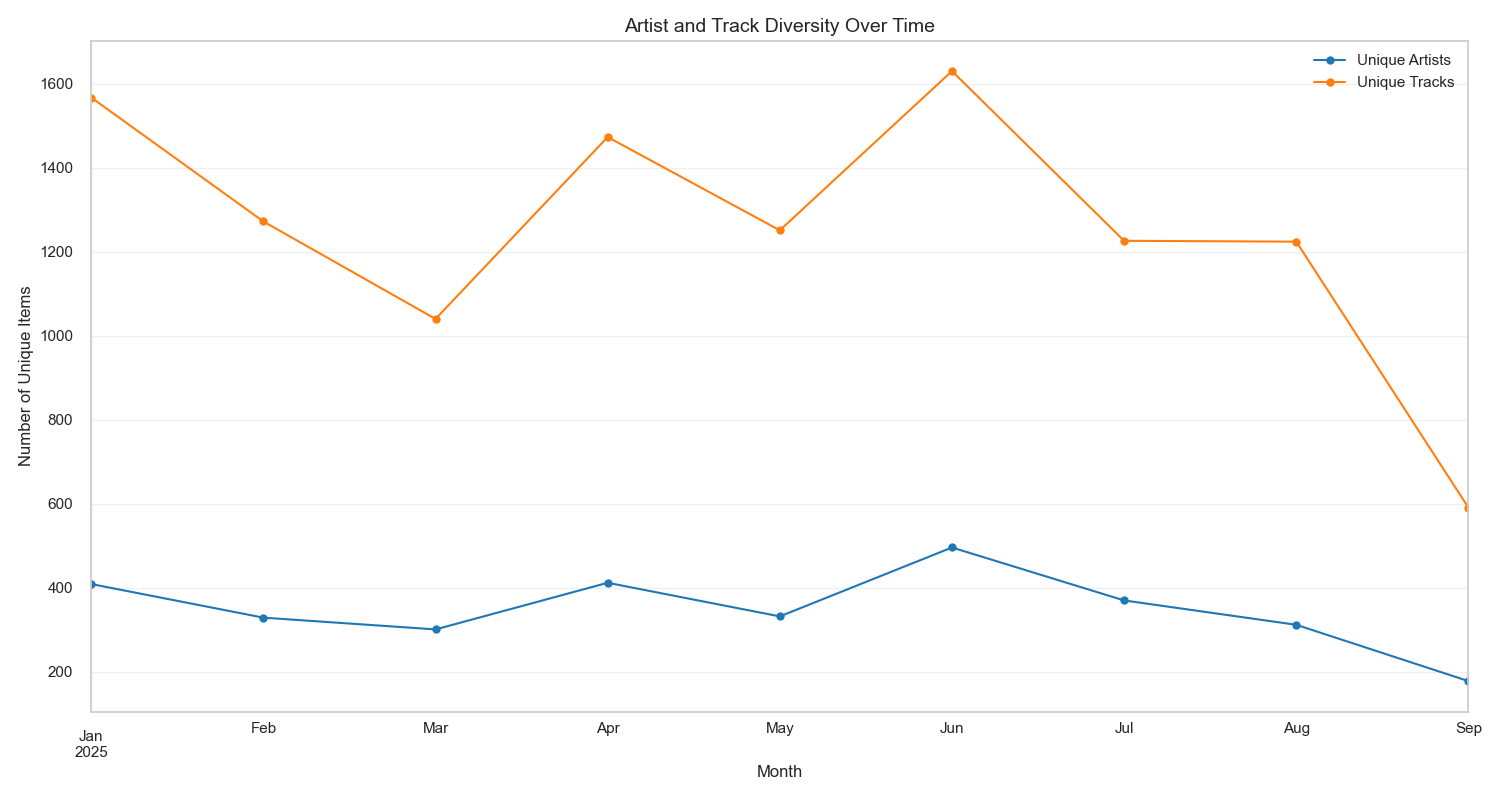 Artist and Track Diversity Over Time
Unique Artists
Unique Tracks
Number of Unique Items
1600
1400
1200
1000
800
600
400
200
Jan
2025
Feb
Mar
Apr
May
Jun
Jul
Aug
Sep
Month